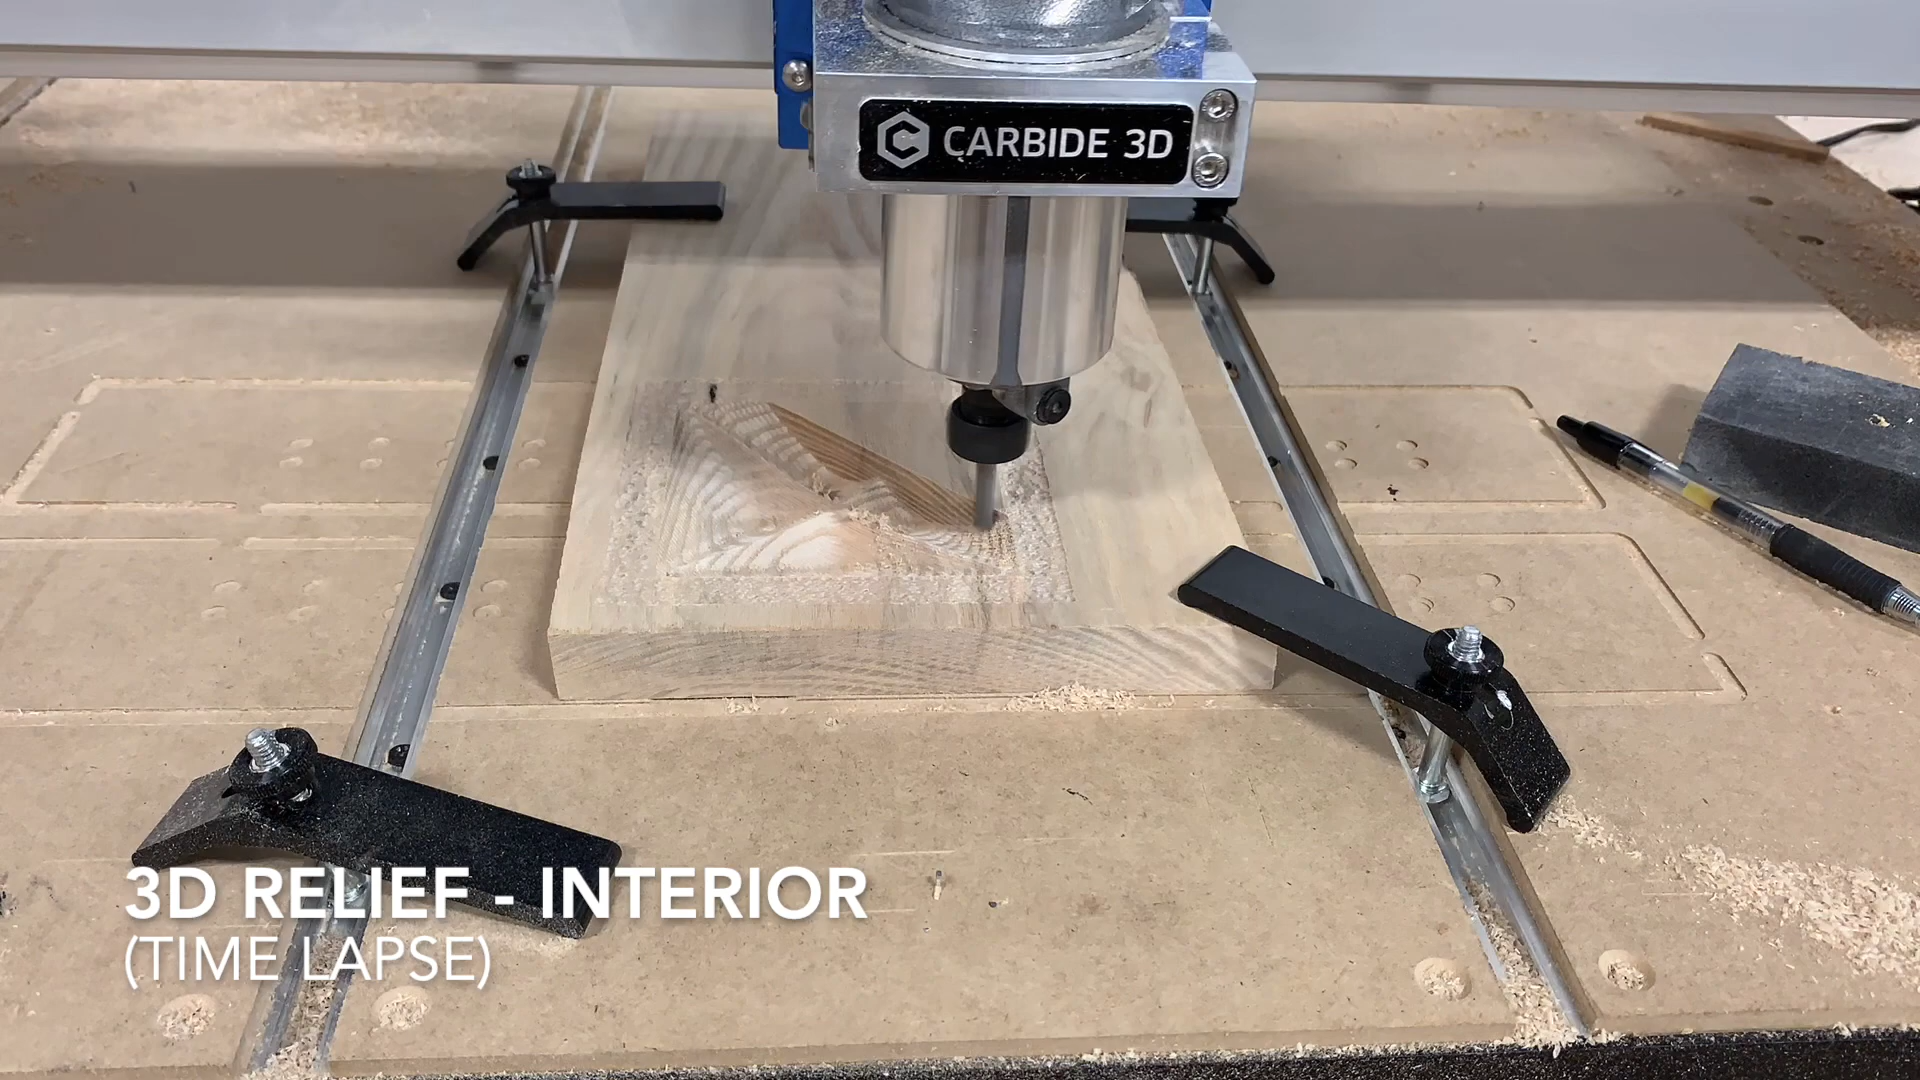 CARBIDE 3D
3D RELIEF - INTERIOR
(TIME LAPSE)